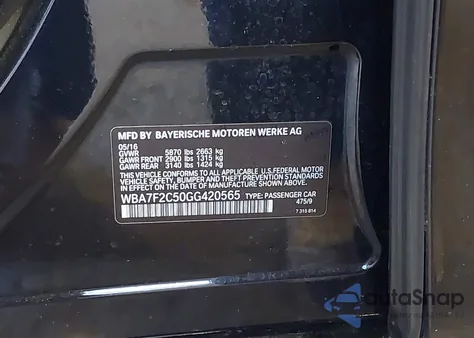 MFD BY BAYERISCHE MOTOREN WERKE AG
05/16
GVWR 5870 lbs 2663 kg
GAWR FRONT 2900 lbs 1315 kg
GAWR REAR 3140 lbs 1424 kg
THIS VEHICLE CONFORMS TO ALL APPLICABLE U.S.FEDERAL MOTOR
VEHICLE SAFETY, BUMPER AND THEFT PREVENTION STANDARDS
IN EFFECT ON THE DATE OF MANUFACTURE SHOWN ABOVE.
WBA7F2C50GG420565 TYPE: PASSENGER CAR
475/9
7 315 614
autoSnap